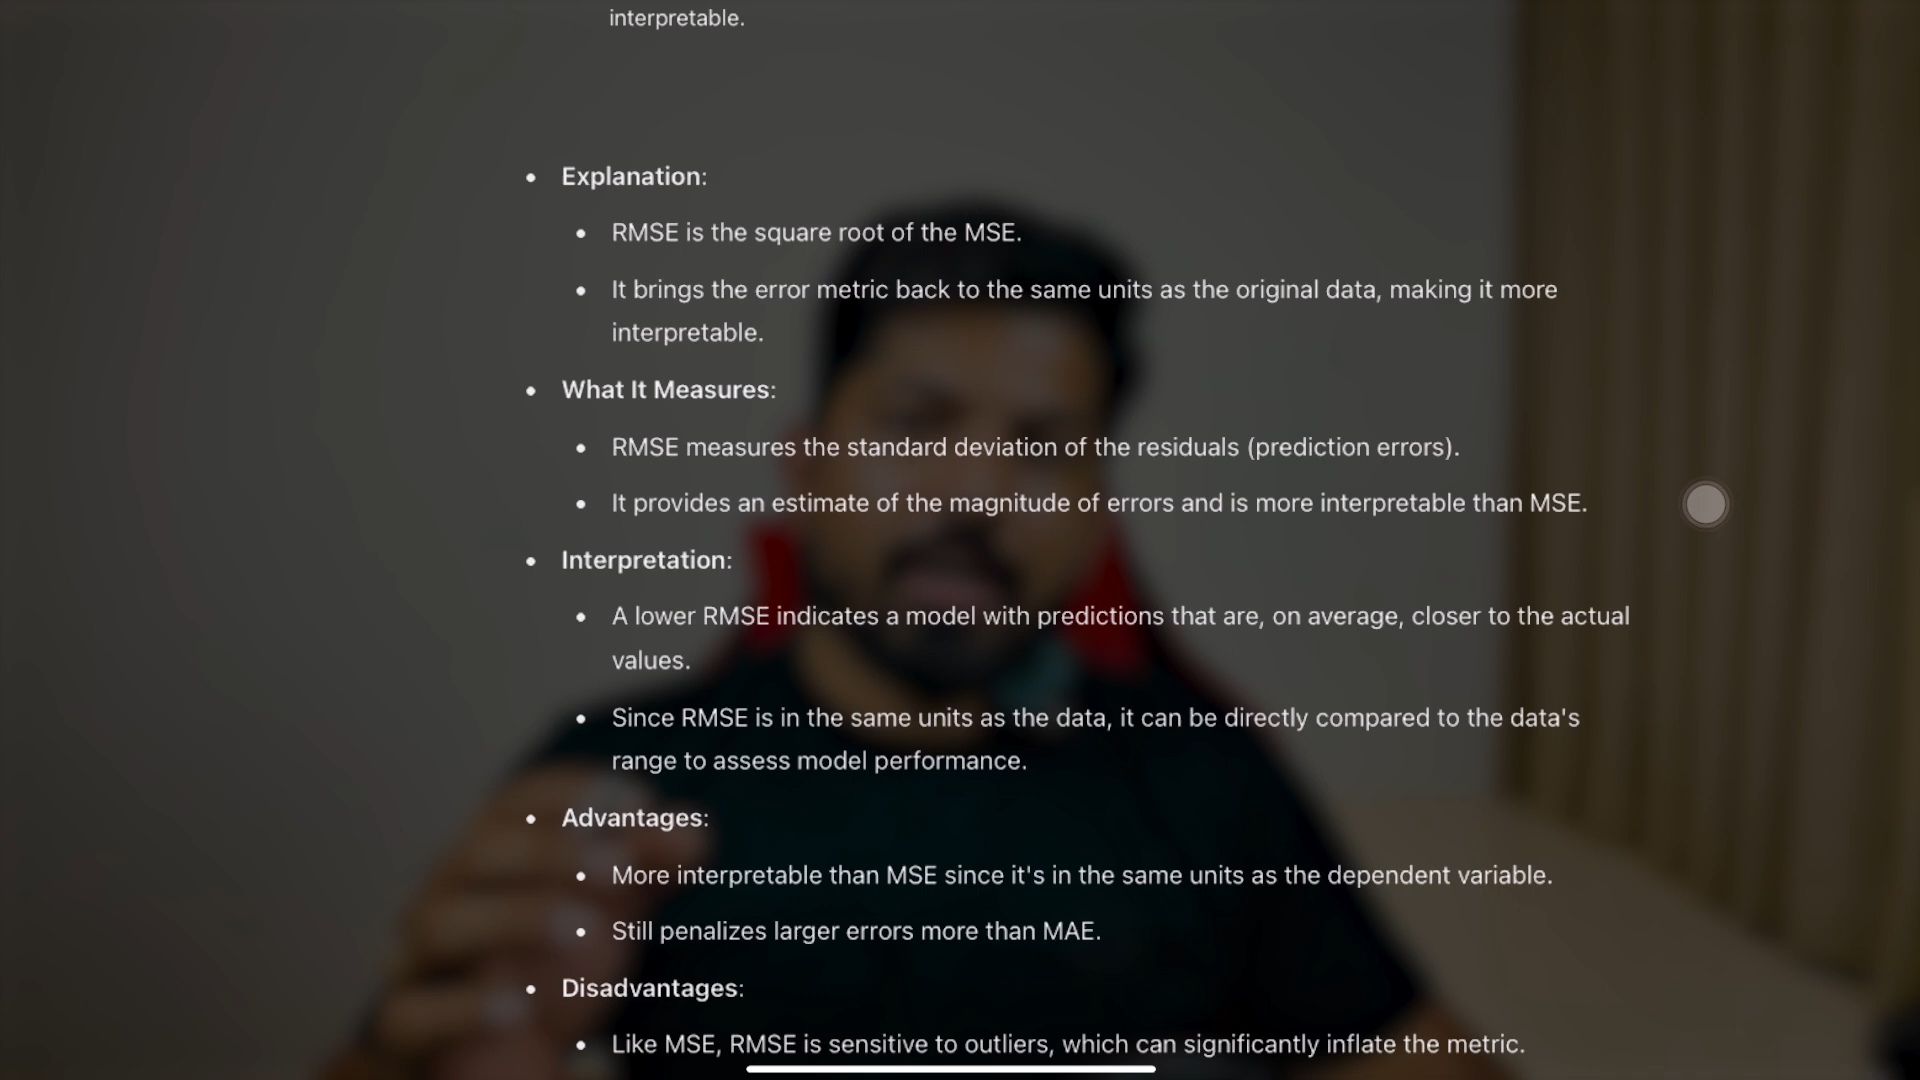 interpretable.
Explanation:
RMSE is the square root of the MSE.
It brings the error metric back to the same units as the original data, making it more
interpretable.
What It Measures:
RMSE measures the standard deviation of the residuals (prediction errors).
It provides an estimate of the magnitude of errors and is more interpretable than MSE.
Interpretation:
A lower RMSE indicates a model with predictions that are, on average, closer to the actual
values.
Since RMSE is in the same units as the data, it can be directly compared to the data's
range to assess model performance.
Advantages:
More interpretable than MSE since it's in the same units as the dependent variable.
Still penalizes larger errors more than MAE.
Disadvantages:
Like MSE, RMSE is sensitive to outliers, which can significantly inflate the metric.